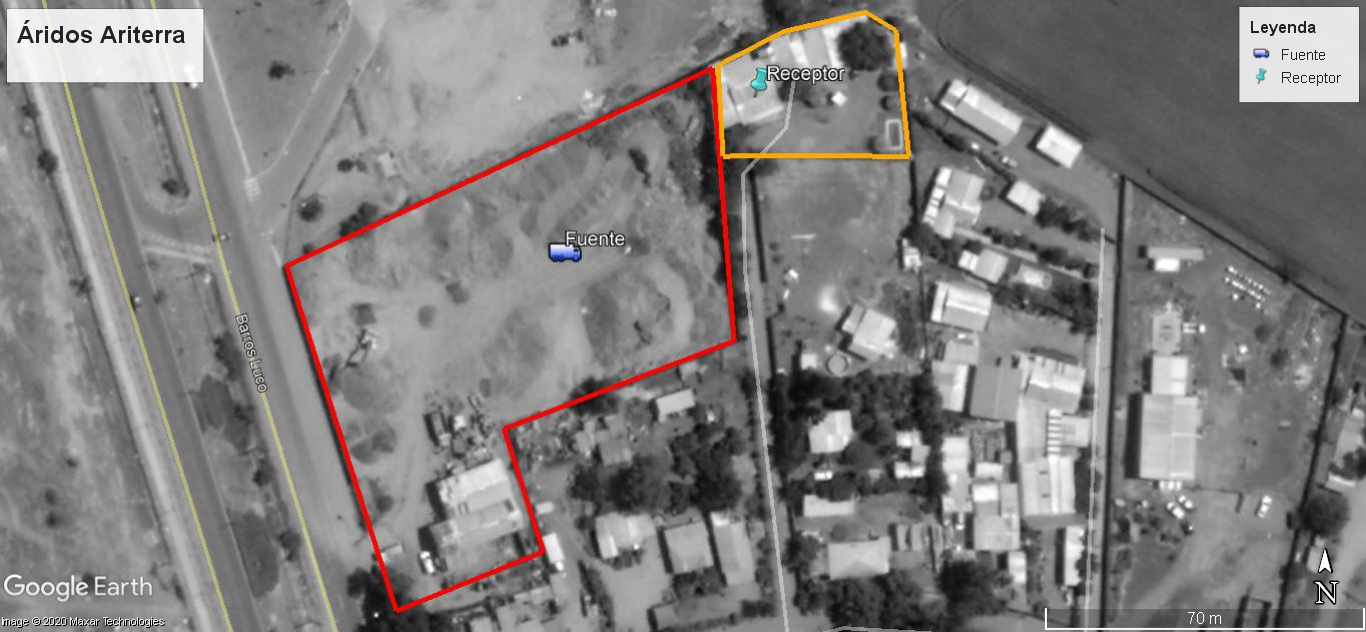 Áridos Ariterra
Leyenda
Fuente
Receptor
Receptor
Fuente
Barros Luco
Google Earth
Image © 2020 Maxar Technologies
N
70 m